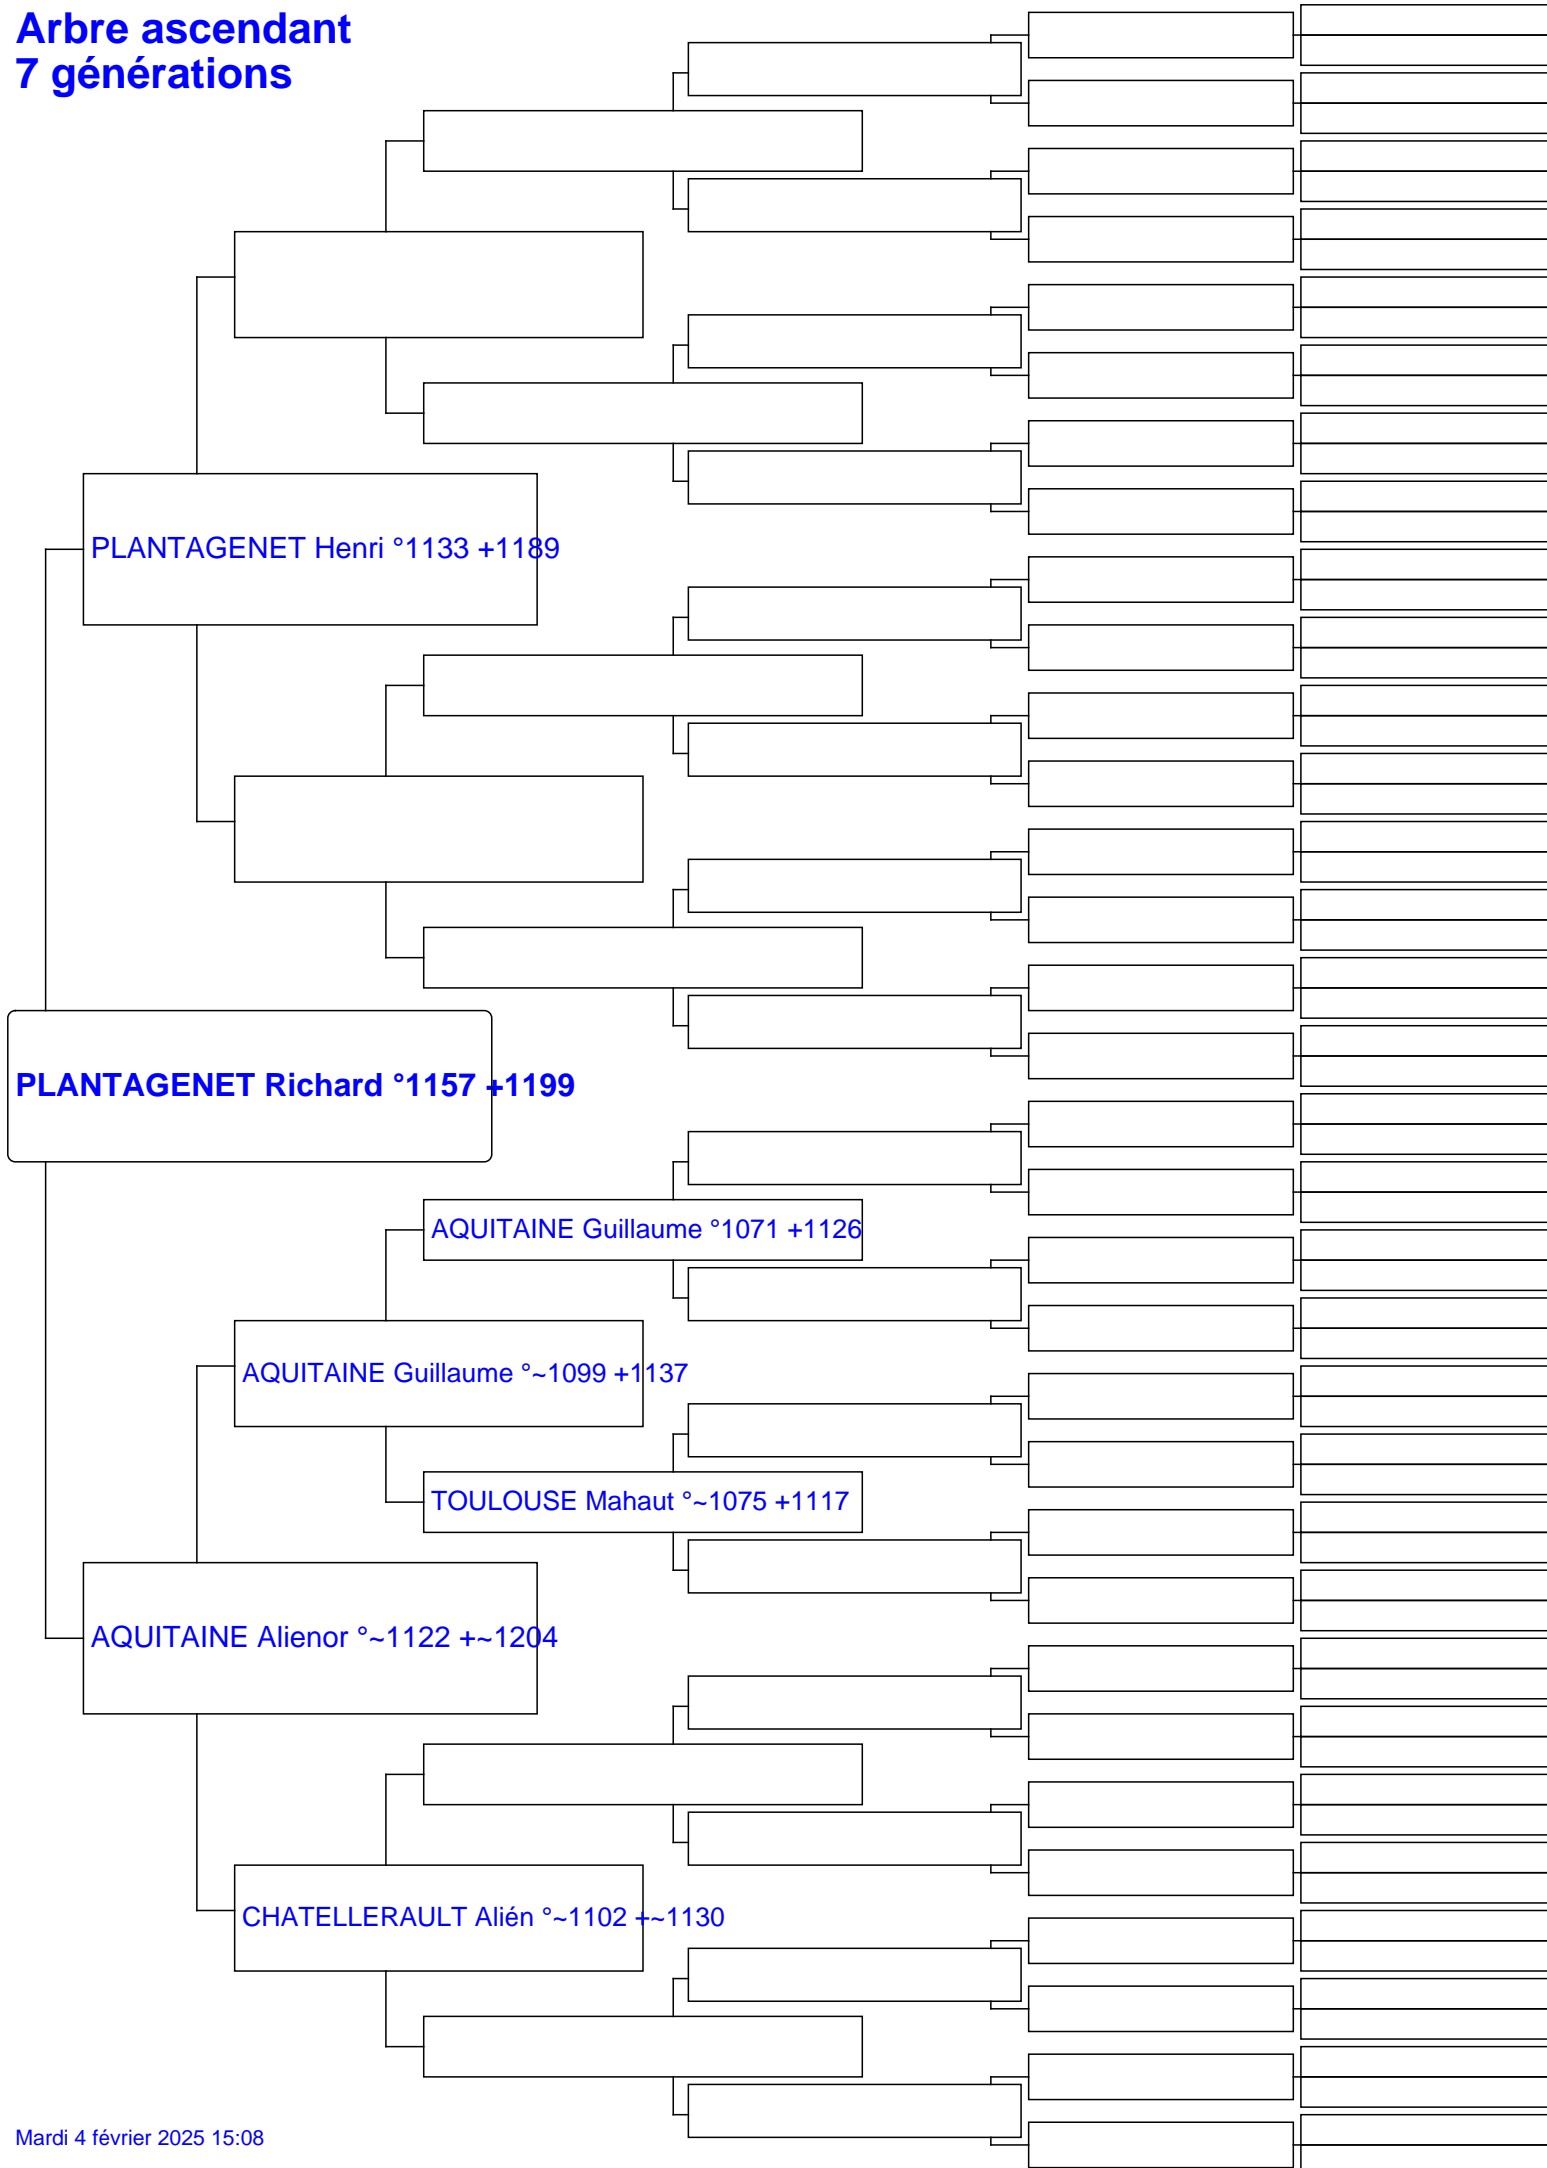 Arbre ascendant
7 générations
PLANTAGENET Henri °1133 +1189
PLANTAGENET Richard °1157 +1199
AQUITAINE Guillaume °1071 +1126
AQUITAINE Guillaume °~1099 +1137
TOULOUSE Mahaut °~1075 +1117
AQUITAINE Alienor °~1122 +~1204
CHATELLERAULT Alién °~1102 +~1130
Mardi 4 février 2025 15:08